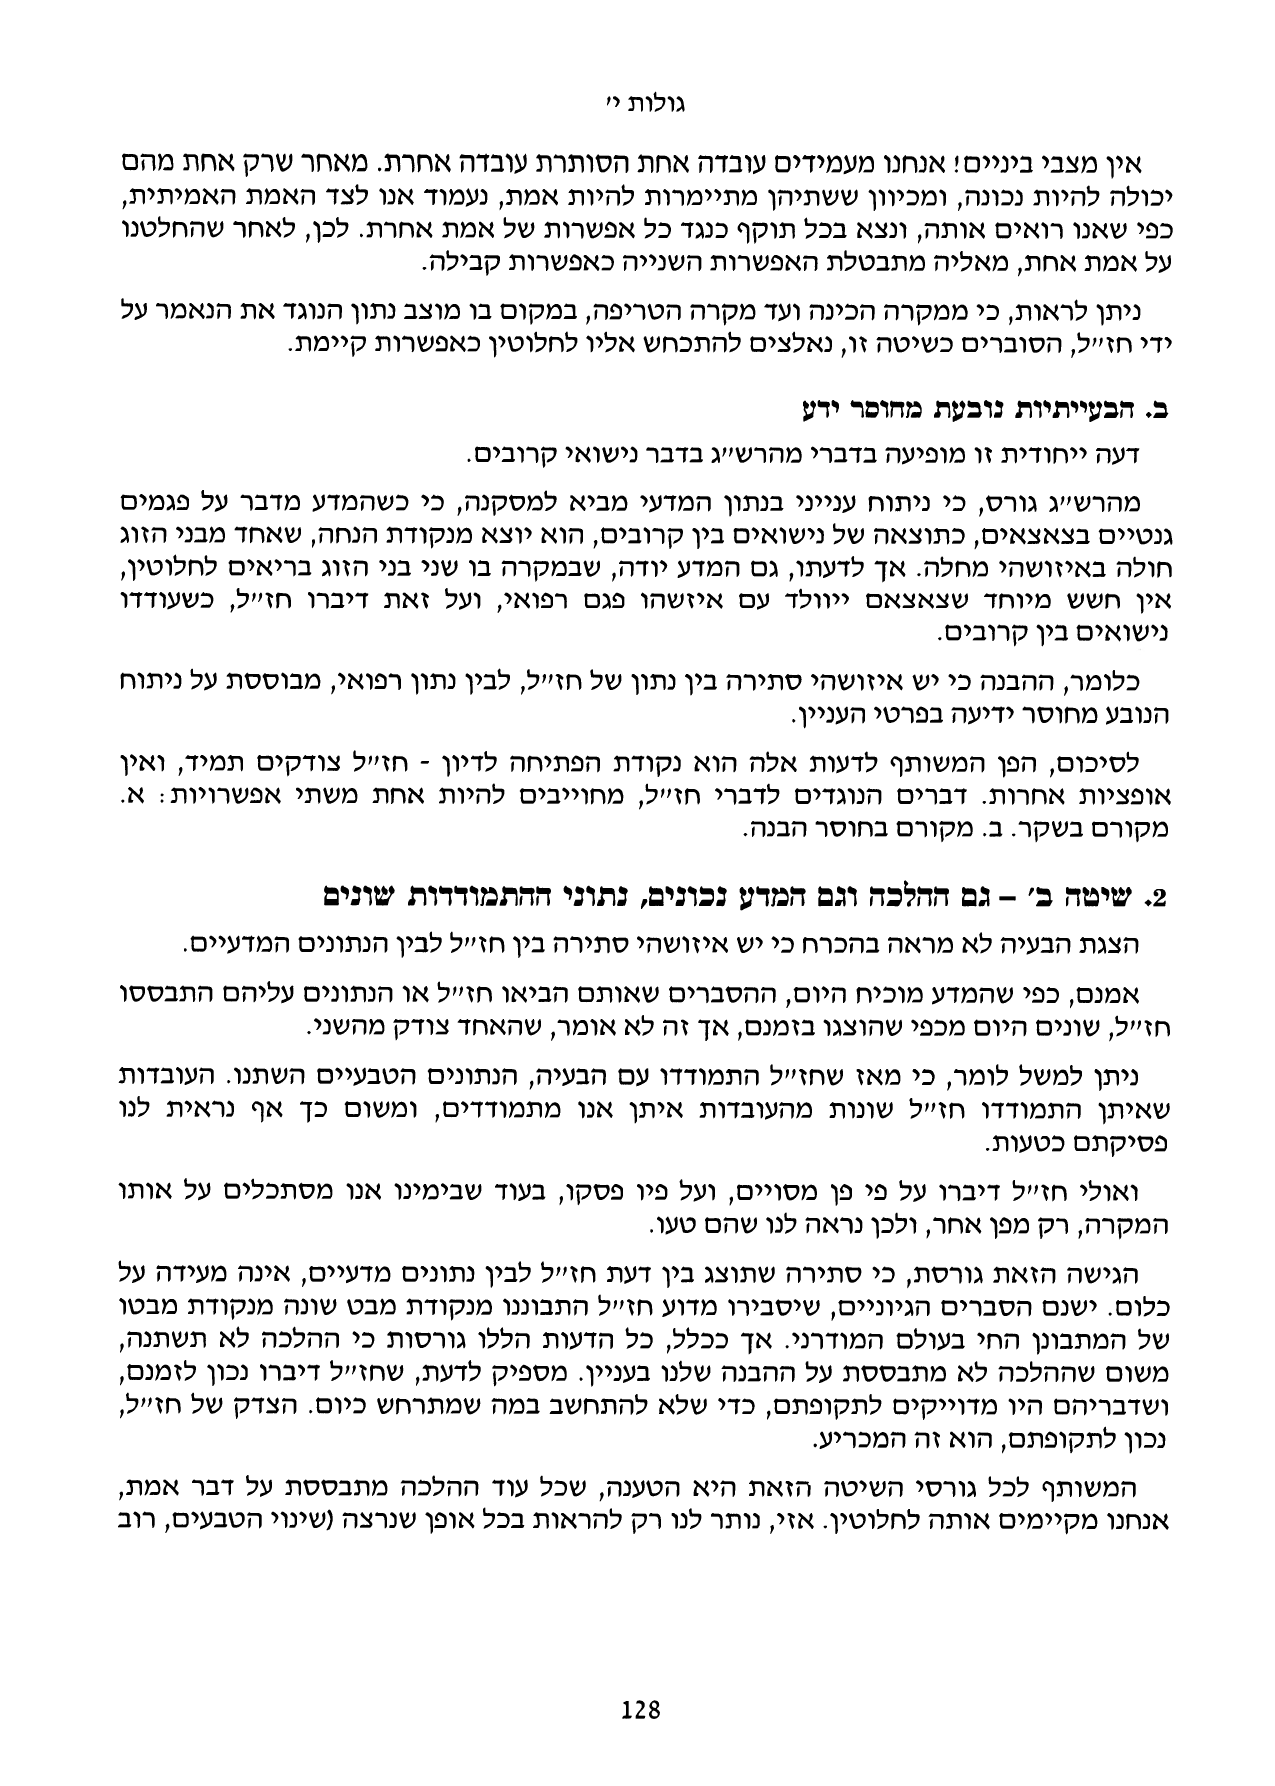 גולות י׳
אין מצבי ביניים! אנחנו מעמידים עובדה אחת הסותרת עובדה אחרת. מאחר שרק אחת מהם
יכולה להיות נכונה, ומכיוון ששתיהן מתיימרות להיות אמת, נעמוד אנו לצד האמת האמיתית,
כפי שאנו רואים אותה, ונצא בכל תוקף כנגד כל אפשרות של אמת אחרת. לכן, לאחר שהחלטנו
על אמת אחת, מאליה מתבטלת האפשרות השנייה כאפשרות קבילה.
ניתן לראות, כי ממקרה הכינה ועד מקרה הטריפה, במקום בו מוצב נתון הנוגד את הנאמר על
ידי חז״ל, הסוברים כשיטה זו, נאלצים להתכחש אליו לחלוטין כאפשרות קיימת.
ב. הבעייתיות נובעת מחוסר ידע
דעה ייחודית זו מופיעה בדברי מהרש״ג בדבר נישואי קרובים.
מהרש״ג גורס, כי ניתוח ענייני בנתון המדעי מביא למסקנה, כי כשהמדע מדבר על פגמים
גנטיים בצאצאים, כתוצאה של נישואים בין קרובים, הוא יוצא מנקודת הנחה, שאחד מבני הזוג
חולה באיזושהי מחלה. אך לדעתו, גם המדע יודה, שבמקרה בו שני בני הזוג בריאים לחלוטין,
אין חשש מיוחד שצאצאם ייוולד עם איזשהו פגם רפואי, ועל זאת דיברו חז״ל, כשעודדו
נישואים בין קרובים.
כלומר, ההבנה כי יש איזושהי סתירה בין נתון של חז״ל, לבין נתון רפואי, מבוססת על ניתוח
הנובע מחוסר ידיעה בפרטי העניין.
לסיכום, הפן המשותף לדעות אלה הוא נקודת הפתיחה לדיון - חז״ל צודקים תמיד, ואין
אופציות אחרות. דברים הנוגדים לדברי חז״ל, מחוייבים להיות אחת משתי אפשרויות: א.
מקורם בשקר. ב. מקורם בחוסר הבנה.
2. שיטה ב׳ – גם ההלכה וגם המדע נכונים, נתוני ההתמודדות שונים
הצגת הבעיה לא מראה בהכרח כי יש איזושהי סתירה בין חז״ל לבין הנתונים המדעיים.
אמנם, כפי שהמדע מוכיח היום, ההסברים שאותם הביאו חז״ל או הנתונים עליהם התבססו
חז״ל, שונים היום מכפי שהוצגו בזמנם, אך זה לא אומר, שהאחד צודק מהשני.
ניתן למשל לומר, כי מאז שחז״ל התמודדו עם הבעיה, הנתונים הטבעיים השתנו. העובדות
שאיתן התמודדו חז״ל שונות מהעובדות איתן אנו מתמודדים, ומשום כך אף נראית לנו
פסיקתם כטעות.
ואולי חז״ל דיברו על פי פן מסויים, ועל פיו פסקו, בעוד שבימינו אנו מסתכלים על אותו
המקרה, רק מפן אחר, ולכן נראה לנו שהם טעו.
הגישה הזאת גורסת, כי סתירה שתוצג בין דעת חז״ל לבין נתונים מדעיים, אינה מעידה על
כלום. ישנם הסברים הגיוניים, שיסבירו מדוע חז״ל התבוננו מנקודת מבט שונה מנקודת מבטו
של המתבונן החי בעולם המודרני. אך ככלל, כל הדעות הללו גורסות כי ההלכה לא תשתנה,
משום שההלכה לא מתבססת על ההבנה שלנו בעניין. מספיק לדעת, שחז״ל דיברו נכון לזמנם,
ושדבריהם היו מדוייקים לתקופתם, כדי שלא להתחשב במה שמתרחש כיום. הצדק של חז״ל,
נכון לתקופתם, הוא זה המכריע.
המשותף לכל גורסי השיטה הזאת היא הטענה, שכל עוד ההלכה מתבססת על דבר אמת,
אנחנו מקיימים אותה לחלוטין. אזי, נותר לנו רק להראות בכל אופן שנרצה (שינוי הטבעים, רוב
128